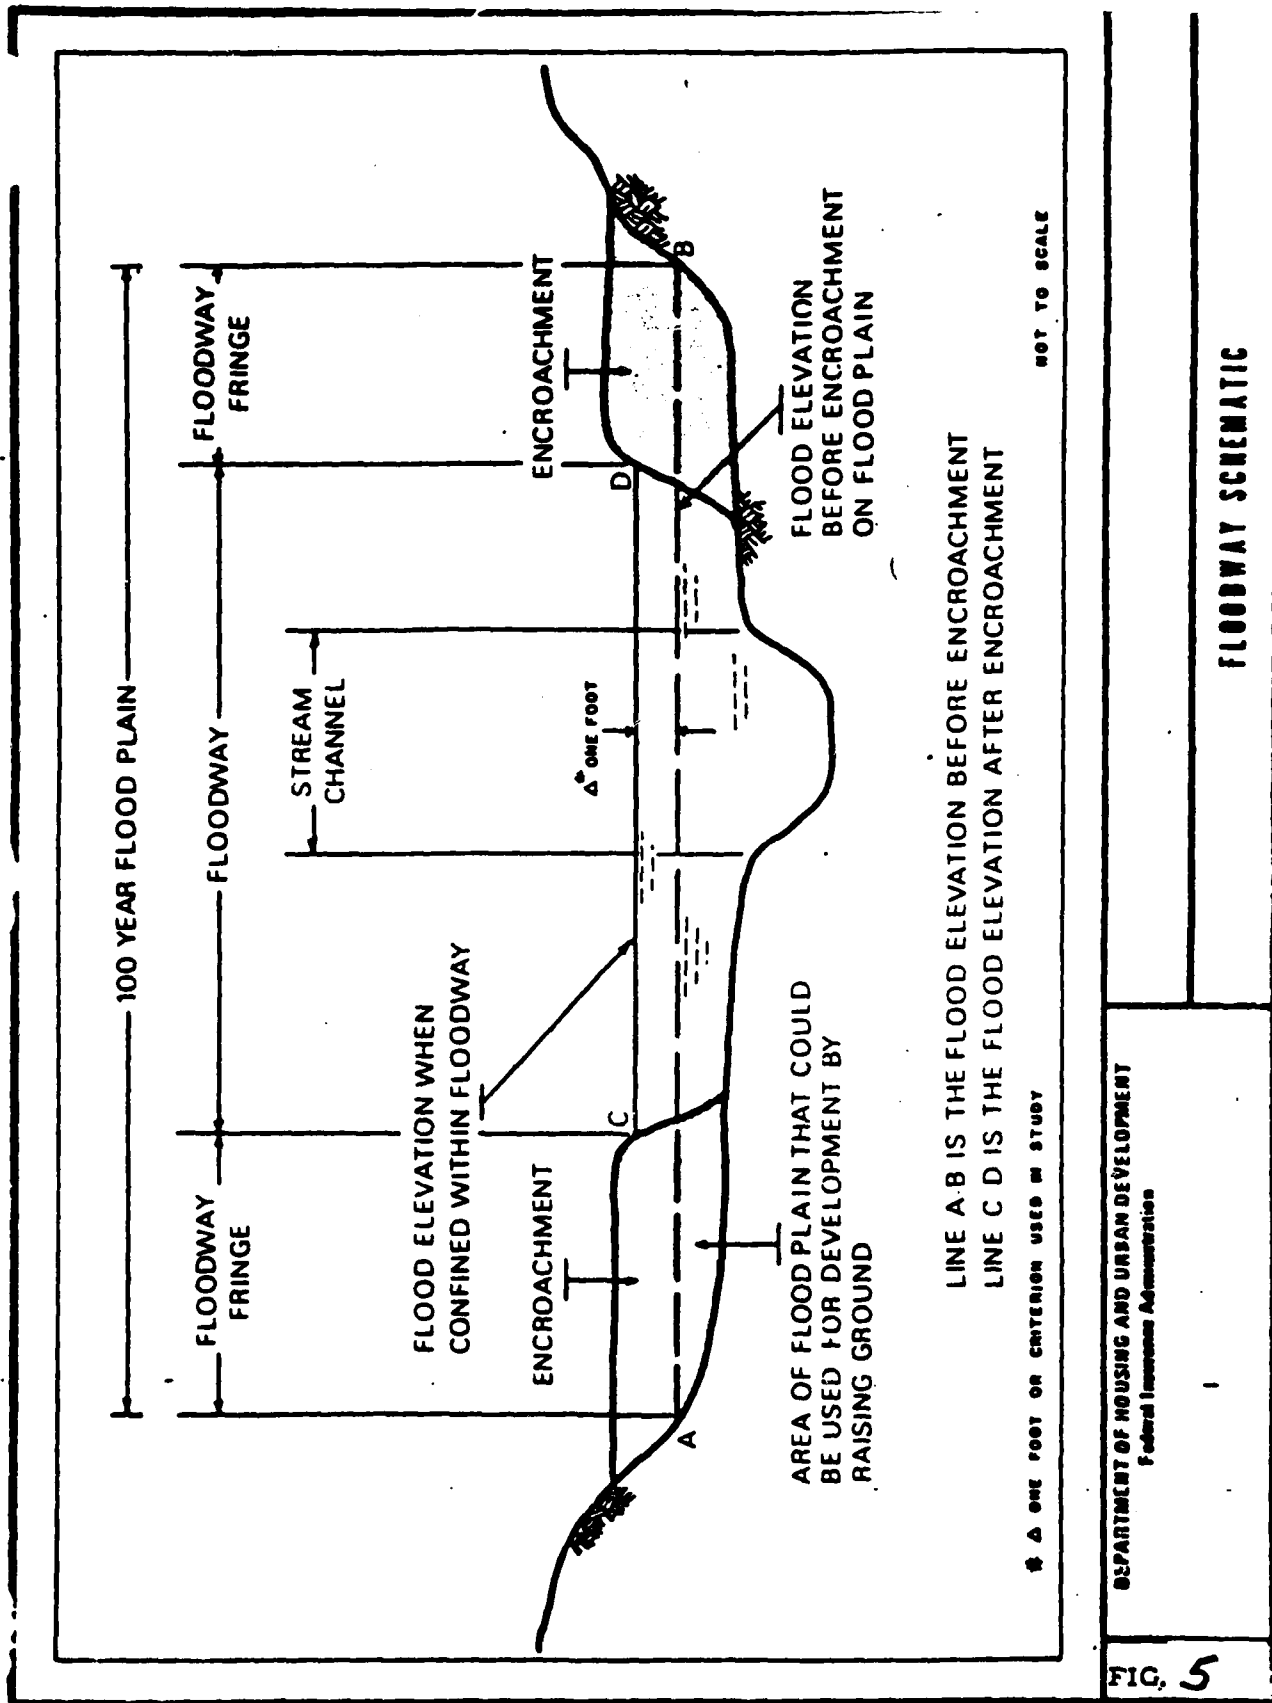 100 YEAR FLOOD PLAIN
FLOODWAY
FRINGE
FLOODWAY
FLOODWAY
FRINGE
STREAM
CHANNEL
FLOOD ELEVATION WHEN
CONFINED WITHIN FLOODWAY
ENCROACHMENT
Δ* ONE FOOT
ENCROACHMENT
C
D
A
B
AREA OF FLOOD PLAIN THAT COULD
BE USED FOR DEVELOPMENT BY
RAISING GROUND
FLOOD ELEVATION
BEFORE ENCROACHMENT
ON FLOOD PLAIN
LINE A·B IS THE FLOOD ELEVATION BEFORE ENCROACHMENT
LINE C D IS THE FLOOD ELEVATION AFTER ENCROACHMENT
* Δ ONE FOOT OR CRITERION USED IN STUDY
NOT TO SCALE
DEPARTMENT OF HOUSING AND URBAN DEVELOPMENT
Federal Insurance Administration
FLOODWAY SCHEMATIC
FIG. 5